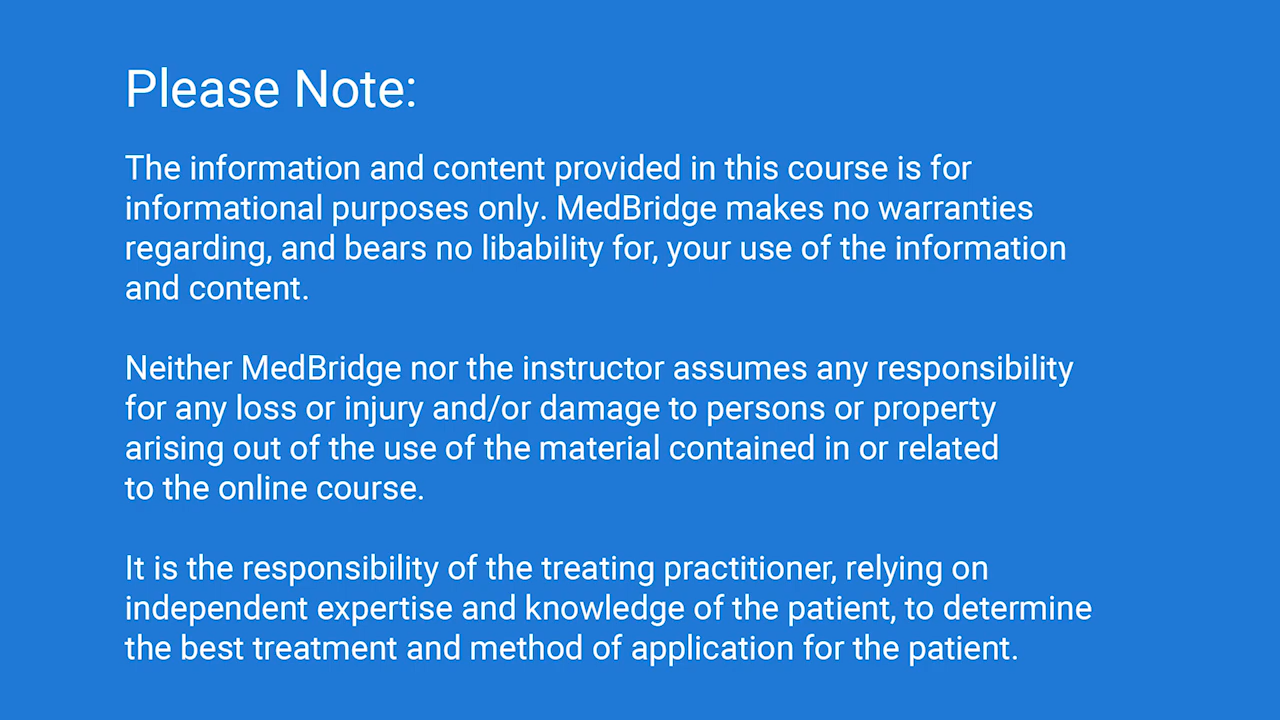 Please Note:
The information and content provided in this course is for
informational purposes only. MedBridge makes no warranties
regarding, and bears no libability for, your use of the information
and content.
Neither MedBridge nor the instructor assumes any responsibility
for any loss or injury and/or damage to persons or property
arising out of the use of the material contained in or related
to the online course.
It is the responsibility of the treating practitioner, relying on
independent expertise and knowledge of the patient, to determine
the best treatment and method of application for the patient.